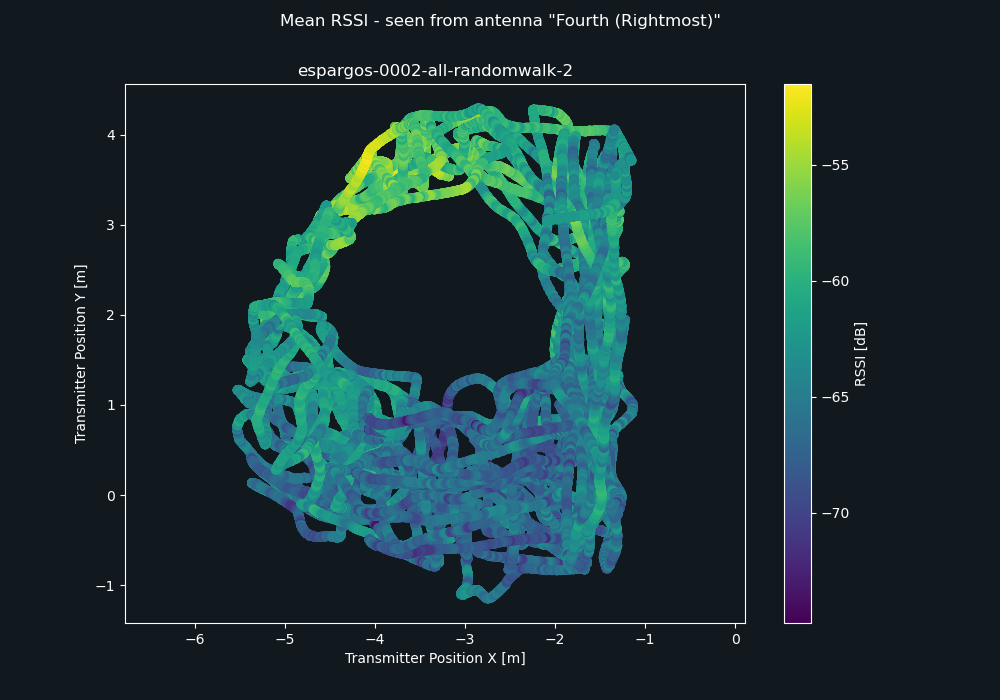 Mean RSSI - seen from antenna "Fourth (Rightmost)"
espargos-0002-all-randomwalk-2
4
3
2
1
0
−1
Transmitter Position Y [m]
−6 −5 −4 −3 −2 −1 0
Transmitter Position X [m]
−55
−60
−65
−70
RSSI [dB]